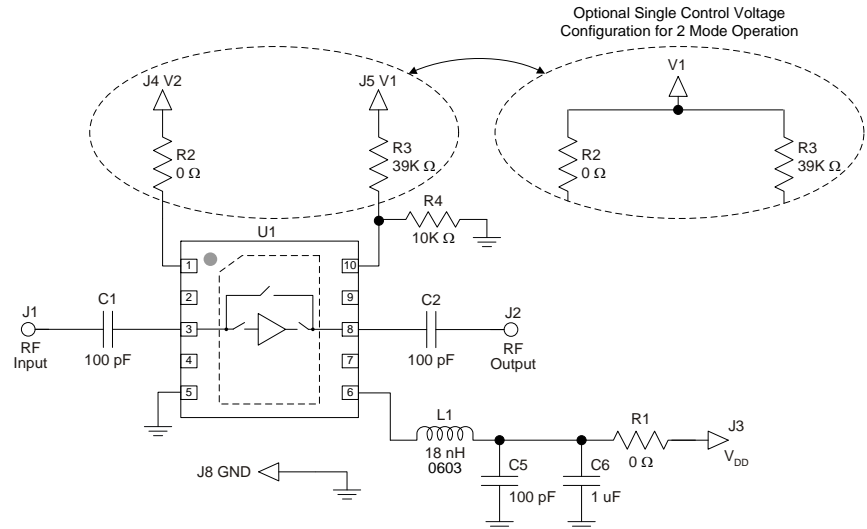 Optional Single Control Voltage
Configuration for 2 Mode Operation
J4 V2
J5 V1
V1
R2
0 Ω
R3
39K Ω
R2
0 Ω
R3
39K Ω
R4
10K Ω
U1
1
10
2
9
J1
RF
Input
C1
100 pF
3
8
C2
100 pF
J2
RF
Output
4
7
5
6
L1
18 nH
0603
R1
0 Ω
J3
VDD
J8 GND
C5
100 pF
C6
1 uF